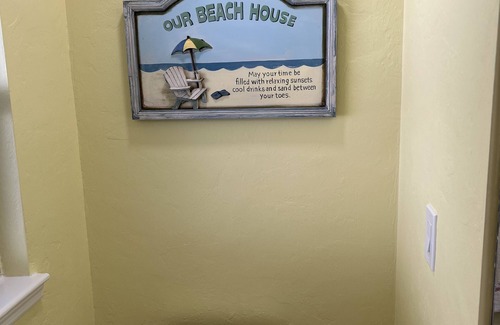 OUR BEACH HOUSE
May your time be
filled with relaxing sunsets
cool drinks and sand between
your toes.